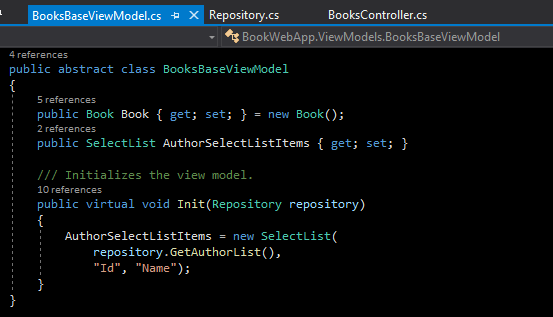 BooksBaseViewModel.cs Repository.cs BooksController.cs
BookWebApp.ViewModels.BooksBaseViewModel
4 references
public abstract class BooksBaseViewModel
{
5 references
public Book Book { get; set; } = new Book();
2 references
public SelectList AuthorSelectListItems { get; set; }
/// Initializes the view model.
10 references
public virtual void Init(Repository repository)
{
AuthorSelectListItems = new SelectList(
repository.GetAuthorList(),
"Id", "Name");
}
}